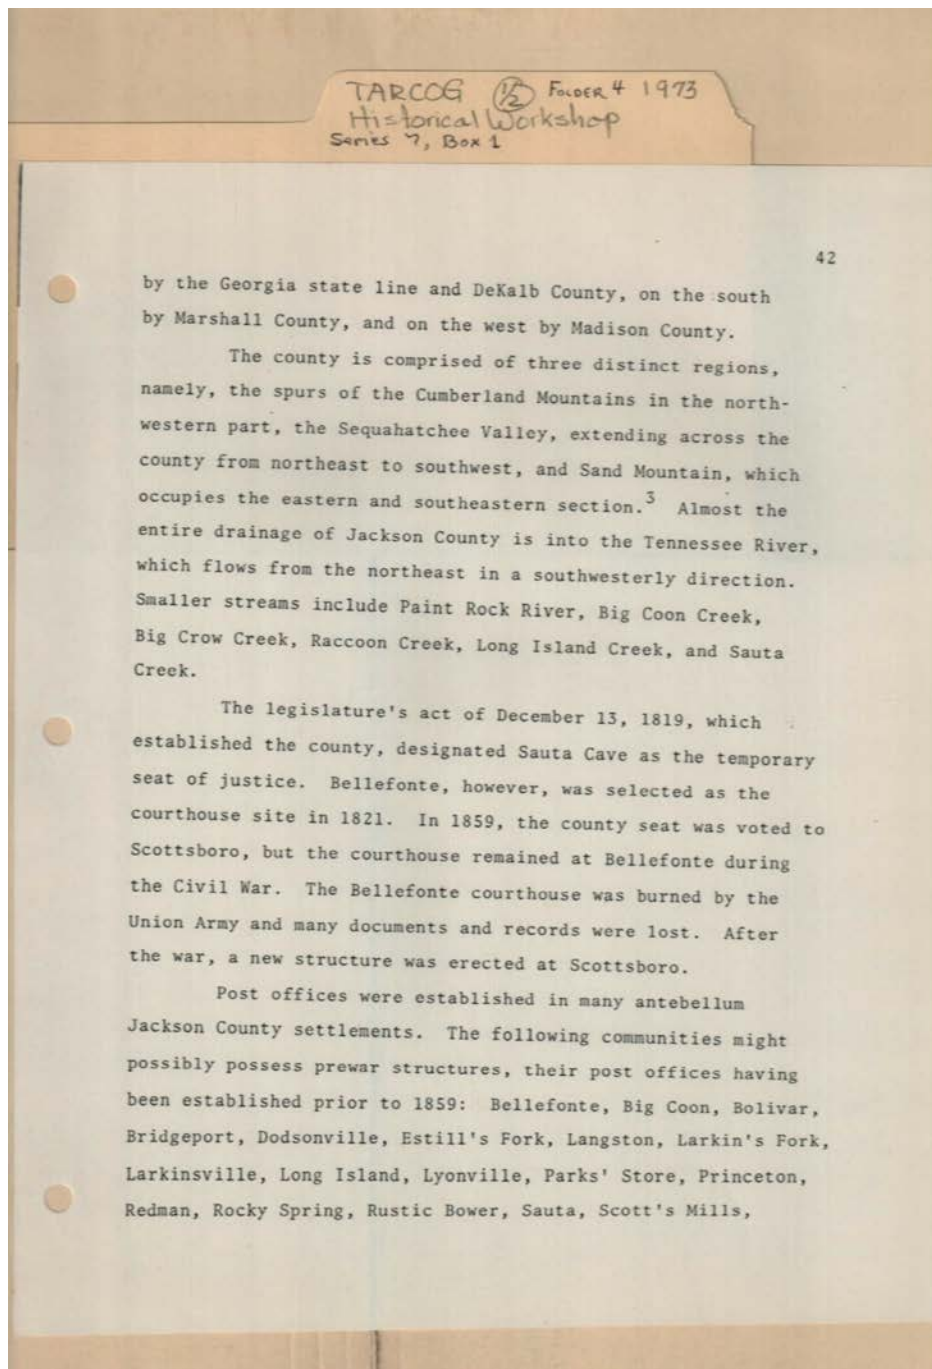 TARCOG 1/2 FOLDER 4 1973
Historical Workshop
Series 7, Box 1
42
by the Georgia state line and DeKalb County, on the south
by Marshall County, and on the west by Madison County.
The county is comprised of three distinct regions,
namely, the spurs of the Cumberland Mountains in the north-
western part, the Sequahatchee Valley, extending across the
county from northeast to southwest, and Sand Mountain, which
occupies the eastern and southeastern section.3 Almost the
entire drainage of Jackson County is into the Tennessee River,
which flows from the northeast in a southwesterly direction.
Smaller streams include Paint Rock River, Big Coon Creek,
Big Crow Creek, Raccoon Creek, Long Island Creek, and Sauta
Creek.
The legislature's act of December 13, 1819, which
established the county, designated Sauta Cave as the temporary
seat of justice. Bellefonte, however, was selected as the
courthouse site in 1821. In 1859, the county seat was voted to
Scottsboro, but the courthouse remained at Bellefonte during
the Civil War. The Bellefonte courthouse was burned by the
Union Army and many documents and records were lost. After
the war, a new structure was erected at Scottsboro.
Post offices were established in many antebellum
Jackson County settlements. The following communities might
possibly possess prewar structures, their post offices having
been established prior to 1859: Bellefonte, Big Coon, Bolivar,
Bridgeport, Dodsonville, Estill's Fork, Langston, Larkin's Fork,
Larkinsville, Long Island, Lyonville, Parks' Store, Princeton,
Redman, Rocky Spring, Rustic Bower, Sauta, Scott's Mills,